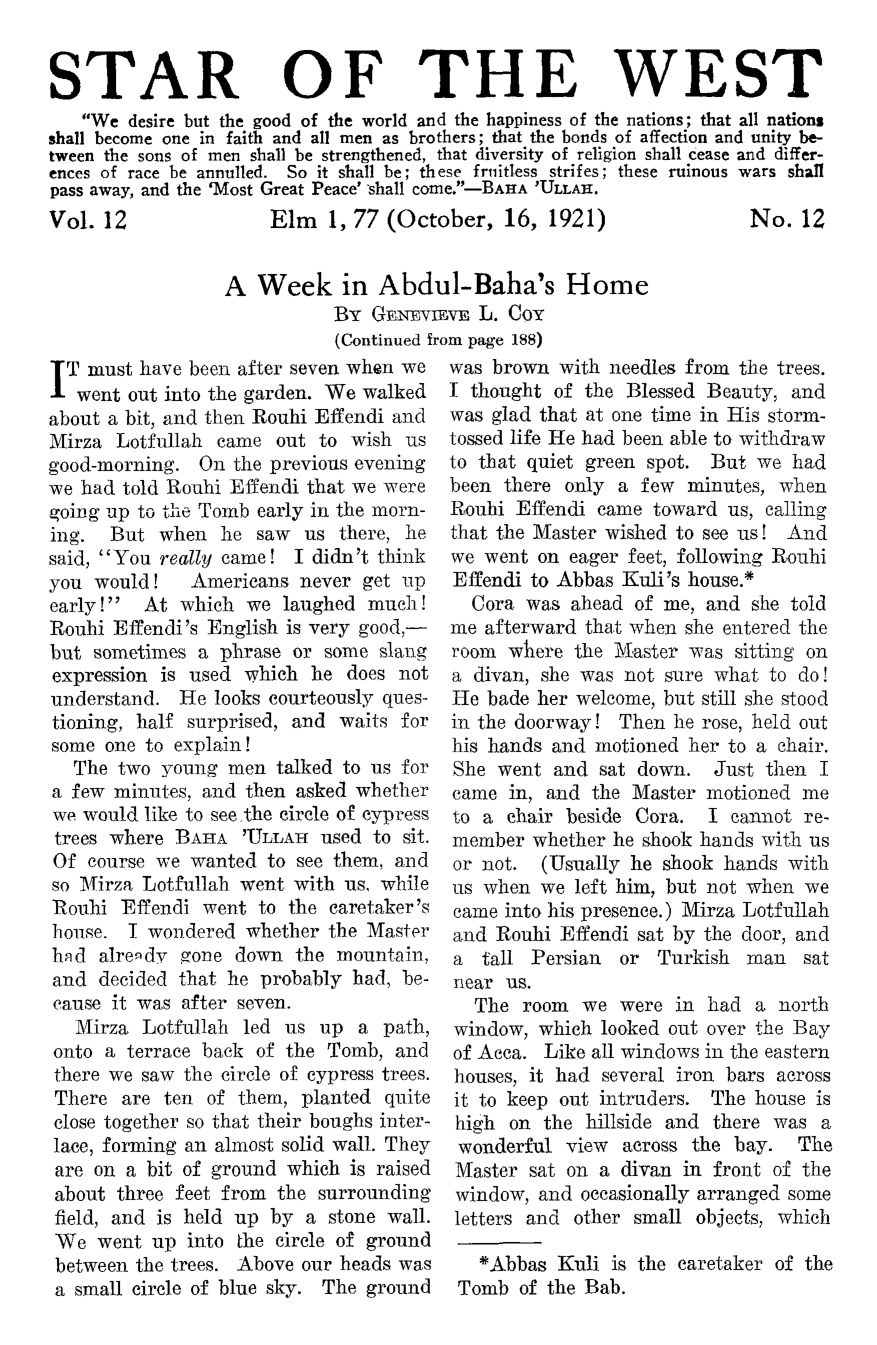 STAR OF THE WEST
"We desire but the good of the world and the happiness of the nations; that all nations
shall become one in faith and all men as brothers; that the bonds of affection and unity be-
tween the sons of men shall be strengthened, that diversity of religion shall cease and differ-
ences of race be annulled. So it shall be; these fruitless strifes; these ruinous wars shall
pass away, and the 'Most Great Peace' shall come."—BAHA 'ULLAH.
Vol. 12 Elm 1, 77 (October, 16, 1921) No. 12
A Week in Abdul-Baha's Home
BY GENEVIEVE L. COY
(Continued from page 188)
IT must have been after seven when we
went out into the garden. We walked
about a bit, and then Rouhi Effendi and
Mirza Lotfullah came out to wish us
good-morning. On the previous evening
we had told Rouhi Effendi that we were
going up to the Tomb early in the morn-
ing. But when he saw us there, he
said, "You really came! I didn't think
you would! Americans never get up
early!" At which we laughed much!
Rouhi Effendi's English is very good,—
but sometimes a phrase or some slang
expression is used which he does not
understand. He looks courteously ques-
tioning, half surprised, and waits for
some one to explain!
The two young men talked to us for
a few minutes, and then asked whether
we would like to see the circle of cypress
trees where BAHA 'ULLAH used to sit.
Of course we wanted to see them, and
so Mirza Lotfullah went with us, while
Rouhi Effendi went to the caretaker's
house. I wondered whether the Master
had already gone down the mountain,
and decided that he probably had, be-
cause it was after seven.
Mirza Lotfullah led us up a path,
onto a terrace back of the Tomb, and
there we saw the circle of cypress trees.
There are ten of them, planted quite
close together so that their boughs inter-
lace, forming an almost solid wall. They
are on a bit of ground which is raised
about three feet from the surrounding
field, and is held up by a stone wall.
We went up into the circle of ground
between the trees. Above our heads was
a small circle of blue sky. The ground
was brown with needles from the trees.
I thought of the Blessed Beauty, and
was glad that at one time in His storm-
tossed life He had been able to withdraw
to that quiet green spot. But we had
been there only a few minutes, when
Rouhi Effendi came toward us, calling
that the Master wished to see us! And
we went on eager feet, following Rouhi
Effendi to Abbas Kuli's house.*
Cora was ahead of me, and she told
me afterward that when she entered the
room where the Master was sitting on
a divan, she was not sure what to do!
He bade her welcome, but still she stood
in the doorway! Then he rose, held out
his hands and motioned her to a chair.
She went and sat down. Just then I
came in, and the Master motioned me
to a chair beside Cora. I cannot re-
member whether he shook hands with us
or not. (Usually he shook hands with
us when we left him, but not when we
came into his presence.) Mirza Lotfullah
and Rouhi Effendi sat by the door, and
a tall Persian or Turkish man sat
near us.
The room we were in had a north
window, which looked out over the Bay
of Acca. Like all windows in the eastern
houses, it had several iron bars across
it to keep out intruders. The house is
high on the hillside and there was a
wonderful view across the bay. The
Master sat on a divan in front of the
window, and occasionally arranged some
letters and other small objects, which
*Abbas Kuli is the caretaker of the
Tomb of the Bab.